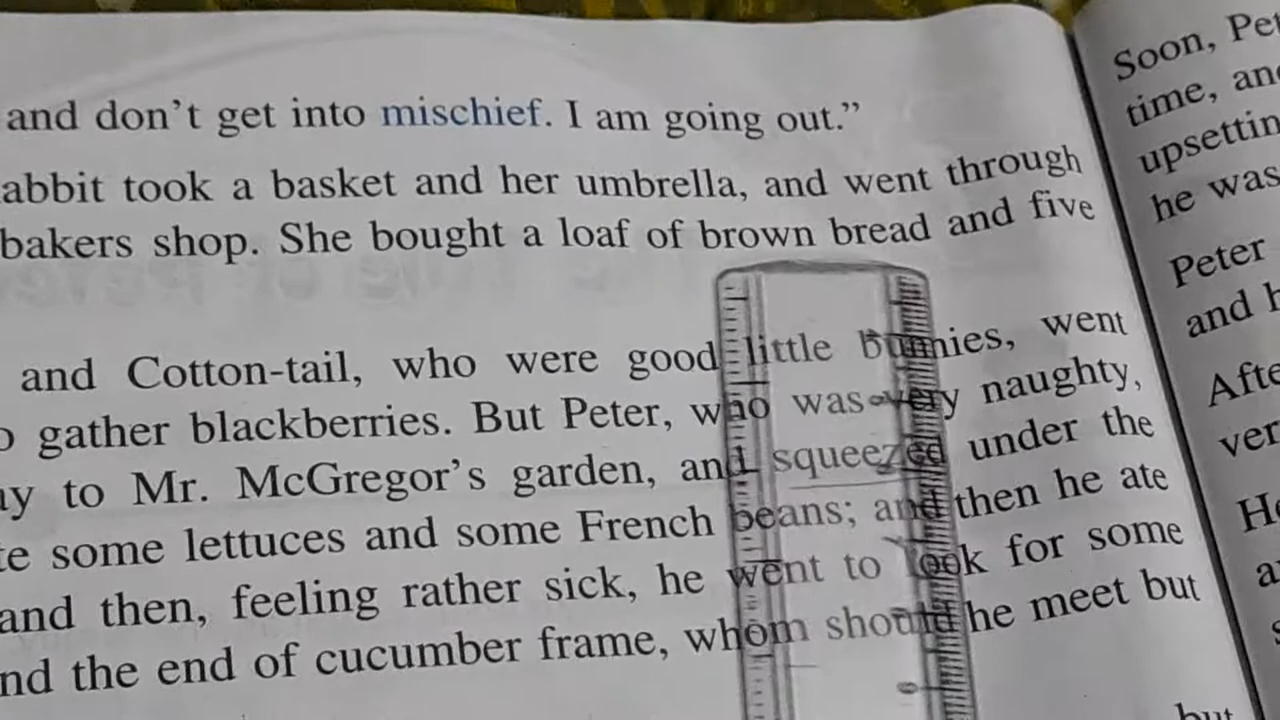 and don't get into mischief. I am going out.”
abbit took a basket and her umbrella, and went through
bakers shop. She bought a loaf of brown bread and five
and Cotton-tail, who were good little bunnies, went
gather blackberries. But Peter, who was very naughty,
to Mr. McGregor's garden, and squeezed under the
some lettuces and some French beans; and then he ate
and then, feeling rather sick, he went to look for some
nd the end of cucumber frame, whom should he meet but
but
Soon, Pet
time, and
upsettin
he was
Peter
and h
Afte
ver